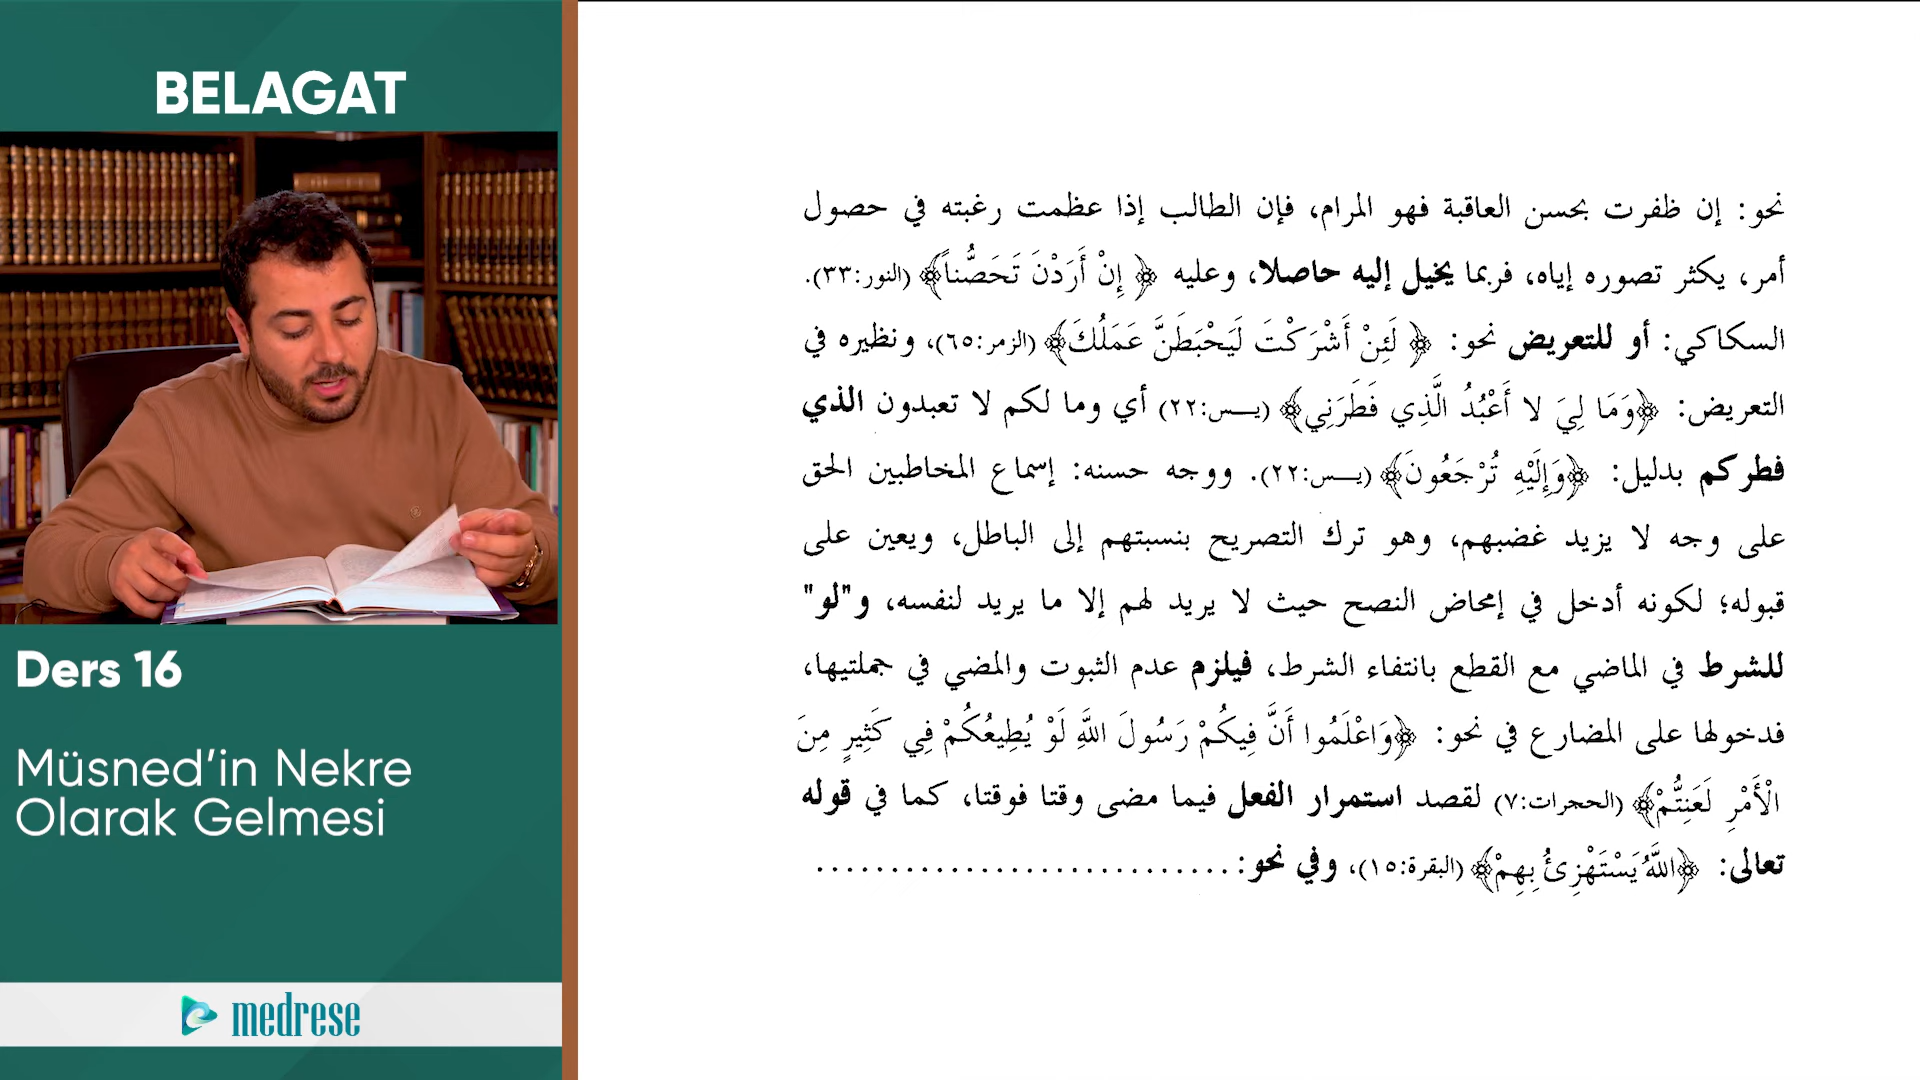 BELAGAT
Ders 16
Müsned’in Nekre
Olarak Gelmesi
medrese
نحو: إن ظفرت بحسن العاقبة فهو المرام، فإن الطالب إذا عظمت رغبته في حصول
أمر، يكثر تصوره إياه، فربما يخيل إليه حاصلا، وعليه ﴿إِنْ أَرَدْنَ تَحَصُّناً﴾ (النور:٣٣).
السكاكي: أو للتعريض نحو: ﴿لَئِنْ أَشْرَكْتَ لَيَحْبَطَنَّ عَمَلُكَ﴾ (الزمر:٦٥)، ونظيره في
التعريض: ﴿وَمَا لِيَ لا أَعْبُدُ الَّذِي فَطَرَنِي﴾ (يــس:٢٢) أي وما لكم لا تعبدون الذي
فطركم بدليل: ﴿وَإِلَيْهِ تُرْجَعُونَ﴾ (يــس:٢٢). ووجه حسنه: إسماع المخاطبين الحق
على وجه لا يزيد غضبهم، وهو ترك التصريح بنسبتهم إلى الباطل، ويعين على
قبوله؛ لكونه أدخل في إمحاض النصح حيث لا يريد لهم إلا ما يريد لنفسه، و"لو"
للشرط في الماضي مع القطع بانتفاء الشرط، فيلزم عدم الثبوت والمضي في جملتيها،
فدخولها على المضارع في نحو: ﴿وَاعْلَمُوا أَنَّ فِيكُمْ رَسُولَ اللَّهِ لَوْ يُطِيعُكُمْ فِي كَثِيرٍ مِنَ
الْأَمْرِ لَعَنِتُّمْ﴾ (الحجرات:٧) لقصد استمرار الفعل فيما مضى وقتا فوقتا، كما في قوله
تعالى: ﴿اللَّهُ يَسْتَهْزِئُ بِهِمْ﴾ (البقرة:١٥)، وفي نحو:............................